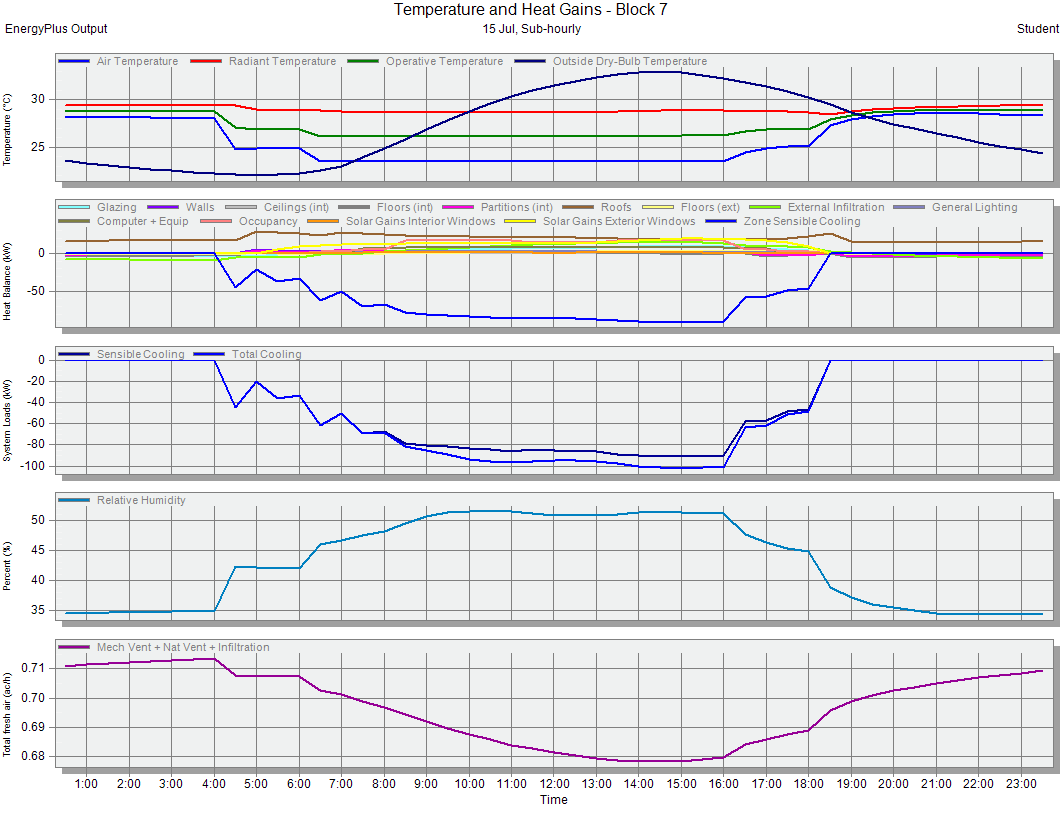 Temperature and Heat Gains - Block 7
EnergyPlus Output
15 Jul, Sub-hourly
Student
Air Temperature
Radiant Temperature
Operative Temperature
Outside Dry-Bulb Temperature
Temperature (°C)
30
25
Glazing
Walls
Ceilings (int)
Floors (int)
Partitions (int)
Roofs
Floors (ext)
External Infiltration
General Lighting
Computer + Equip
Occupancy
Solar Gains Interior Windows
Solar Gains Exterior Windows
Zone Sensible Cooling
Heat Balance (kW)
0
-50
Sensible Cooling
Total Cooling
System Loads (kW)
0
-20
-40
-60
-80
-100
Relative Humidity
Percent (%)
50
45
40
35
Mech Vent + Nat Vent + Infiltration
Total fresh air (ac/h)
0.71
0.70
0.69
0.68
1:00 2:00 3:00 4:00 5:00 6:00 7:00 8:00 9:00 10:00 11:00 12:00 13:00 14:00 15:00 16:00 17:00 18:00 19:00 20:00 21:00 22:00 23:00
Time